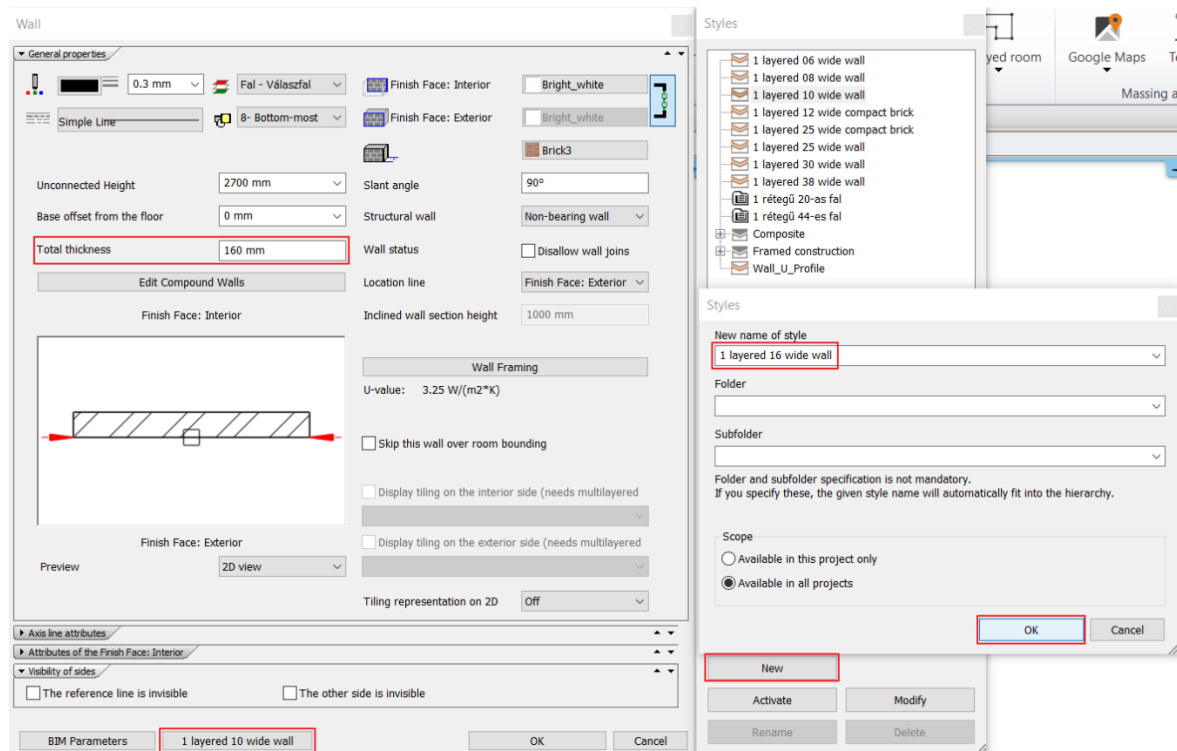 Wall
General properties
0.3 mm
Fal - Válaszfal
Finish Face: Interior
Bright_white
Simple Line
8- Bottom-most
Finish Face: Exterior
Bright_white
Brick3
Unconnected Height
2700 mm
Slant angle
90°
Base offset from the floor
0 mm
Structural wall
Non-bearing wall
Total thickness
160 mm
Wall status
Disallow wall joins
Edit Compound Walls
Location line
Finish Face: Exterior
Finish Face: Interior
Inclined wall section height
1000 mm
Wall Framing
U-value: 3.25 W/(m2*K)
Skip this wall over room bounding
Display tiling on the interior side (needs multilayered
Finish Face: Exterior
Display tiling on the exterior side (needs multilayered
Preview
2D view
Tiling representation on 2D
Off
Axis line attributes
Attributes of the Finish Face: Interior
Visibility of sides
The reference line is invisible
The other side is invisible
BIM Parameters
1 layered 10 wide wall
OK
Cancel
Styles
1 layered 06 wide wall
1 layered 08 wide wall
1 layered 10 wide wall
1 layered 12 wide compact brick
1 layered 25 wide compact brick
1 layered 25 wide wall
1 layered 30 wide wall
1 layered 38 wide wall
1 rétegű 20-as fal
1 rétegű 44-es fal
Composite
Framed construction
Wall_U_Profile
yed room
Google Maps
Massing a
Styles
New name of style
1 layered 16 wide wall
Folder
Subfolder
Folder and subfolder specification is not mandatory.
If you specify these, the given style name will automatically fit into the hierarchy.
Scope
Available in this project only
Available in all projects
OK
Cancel
New
Activate
Modify
Rename
Delete